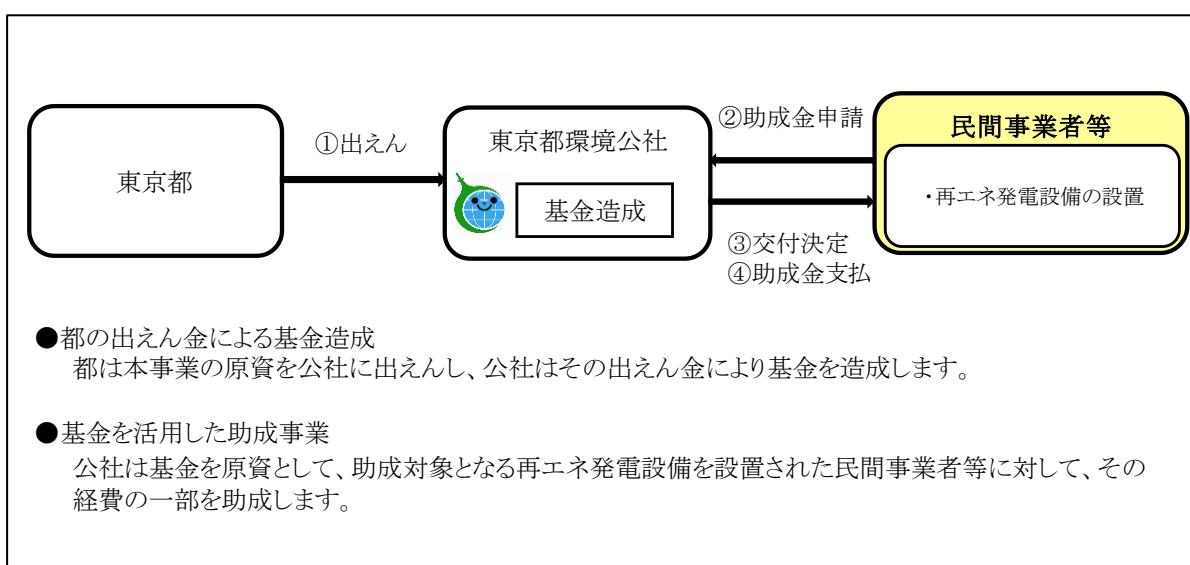 東京都
①出えん
東京都環境公社
基金造成
②助成金申請
③交付決定
④助成金支払
民間事業者等
・再エネ発電設備の設置
●都の出えん金による基金造成
都は本事業の原資を公社に出えんし、公社はその出えん金により基金を造成します。
●基金を活用した助成事業
公社は基金を原資として、助成対象となる再エネ発電設備を設置された民間事業者等に対して、その
経費の一部を助成します。